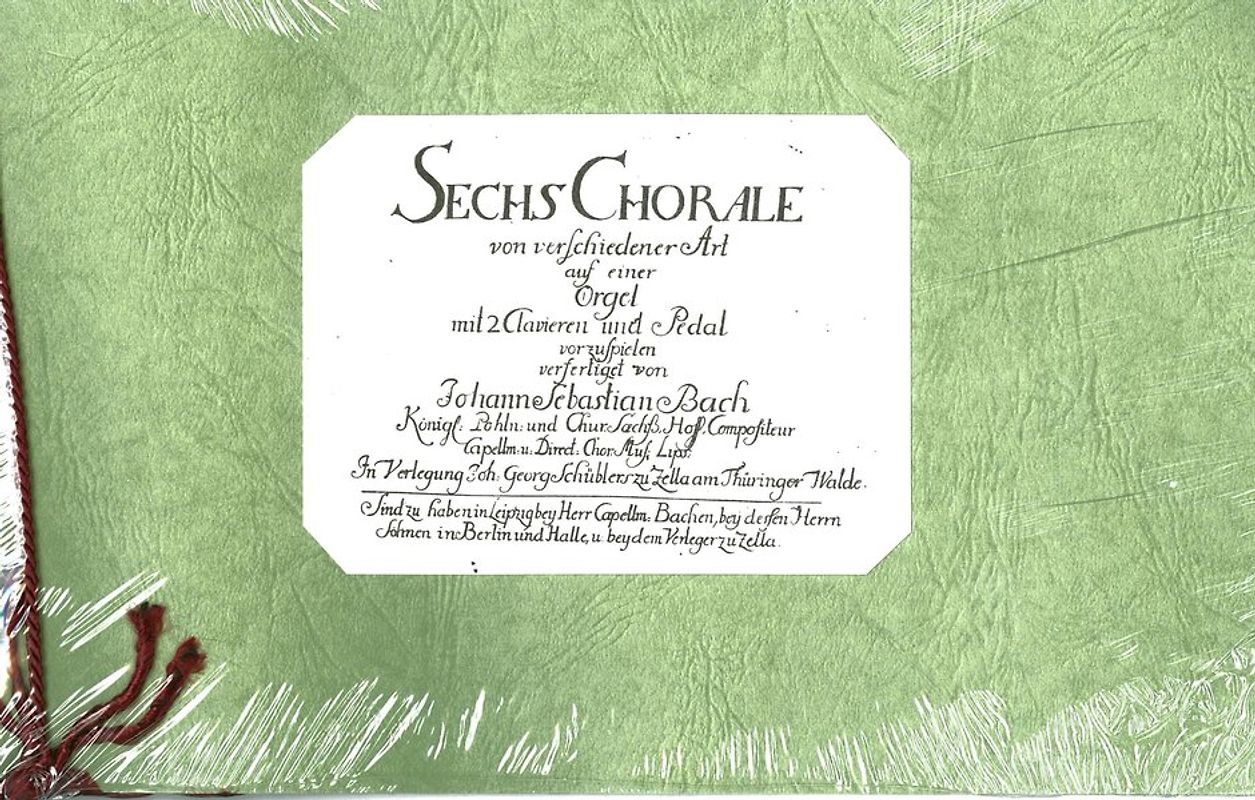 SECHS CHORALE
von verschiedener Art
auf einer
Orgel
mit 2 Clavieren und Pedal
vorzuspielen
verfertiget von
Johann Sebastian Bach
Königl: Pohln: und Chur. Sächß. Hoff. Compositeur
Capellm: u: Direct: Chor. Mus: Lips:
In Verlegung Joh: Georg Schüblers zu Zella am Thüringer Walde.
Sind zu haben in Leipzig bey Herr Capellm: Bachen, bey dessen Herrn
Söhnen in Berlin und Halle, u. bey dem Verleger zu Zella.